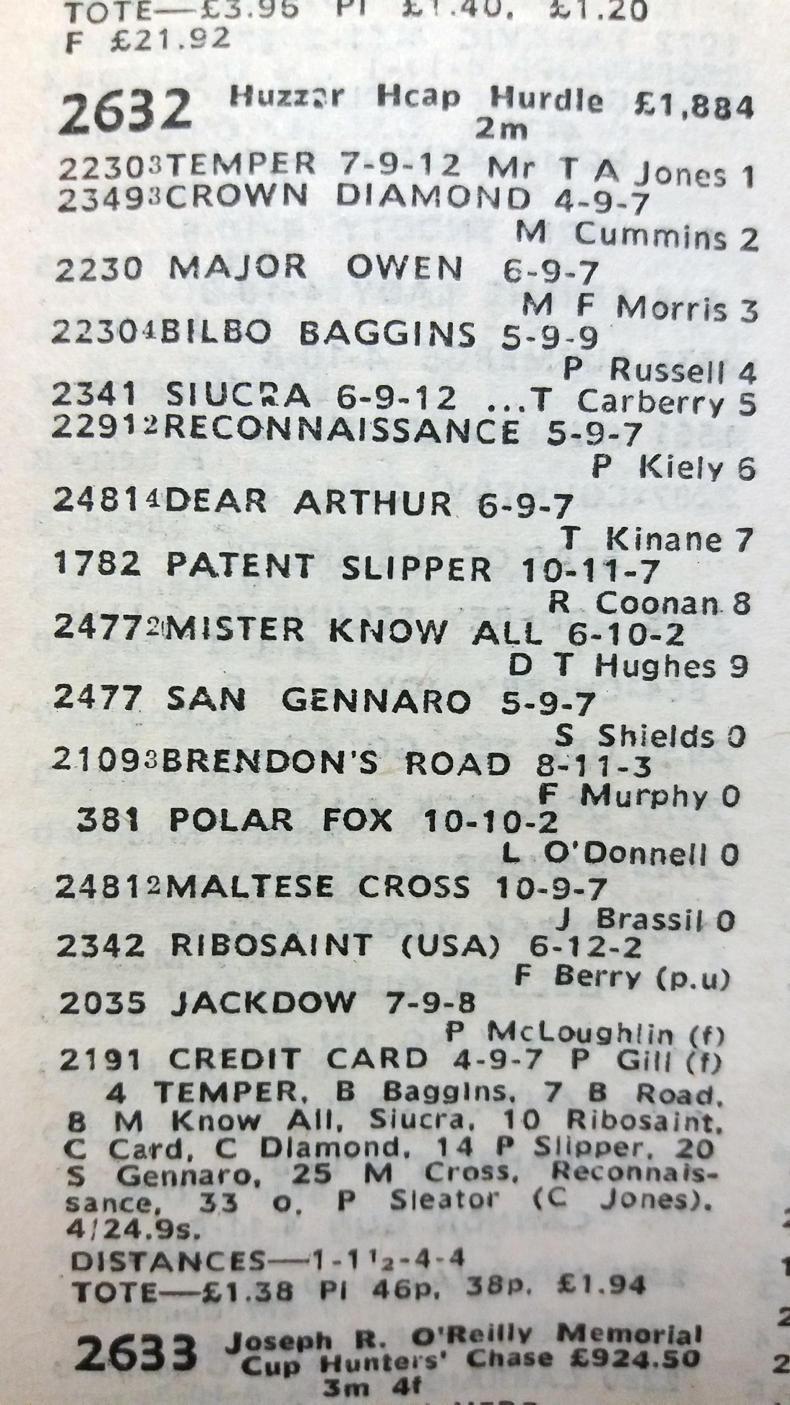 TOTE—£3.96 Pl £1.40, £1.20
F £21.92
2632 Huzzar Hcap Hurdle £1,884
2m
2230³TEMPER 7-9-12 Mr T A Jones 1
2349³CROWN DIAMOND 4-9-7
M Cummins 2
2230 MAJOR OWEN 6-9-7
M F Morris 3
2230⁴BILBO BAGGINS 5-9-9
P Russell 4
2341 SIUCRA 6-9-12 ...T Carberry 5
2291²RECONNAISSANCE 5-9-7
P Kiely 6
2481⁴DEAR ARTHUR 6-9-7
T Kinane 7
1782 PATENT SLIPPER 10-11-7
R Coonan 8
2477²MISTER KNOW ALL 6-10-2
D T Hughes 9
2477 SAN GENNARO 5-9-7
S Shields 0
2109³BRENDON'S ROAD 8-11-3
F Murphy 0
381 POLAR FOX 10-10-2
L O'Donnell 0
2481²MALTESE CROSS 10-9-7
J Brassil 0
2342 RIBOSAINT (USA) 6-12-2
F Berry (p.u)
2035 JACKDOW 7-9-8
P McLoughlin (f)
2191 CREDIT CARD 4-9-7 P Gill (f)
4 TEMPER, B Baggins, 7 B Road,
8 M Know All, Siucra, 10 Ribosaint,
C Card, C Diamond, 14 P Slipper, 20
S Gennaro, 25 M Cross, Reconnais-
sance, 33 o. P Sleator (C Jones).
4/24.9s.
DISTANCES—1-1½-4-4
TOTE—£1.38 Pl 46p, 38p, £1.94
2633 Joseph R. O'Reilly Memorial
Cup Hunters' Chase £924.50
3m 4f